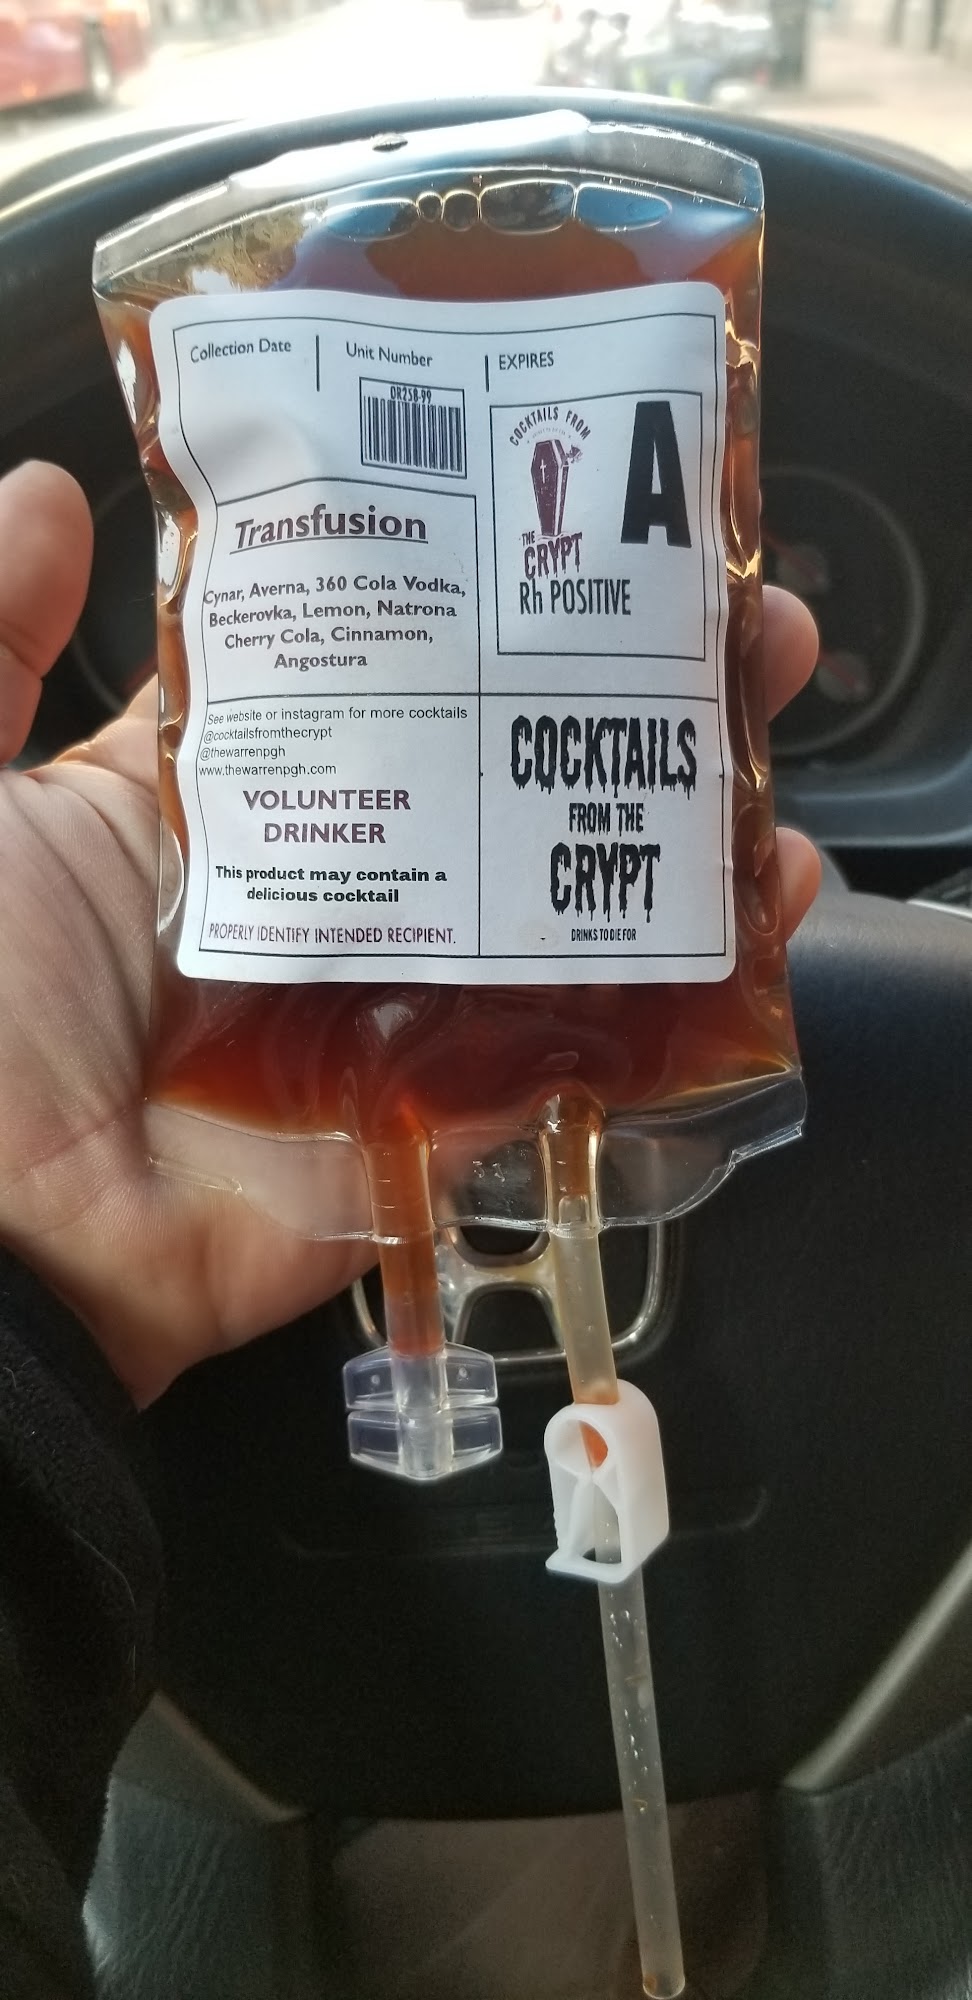 Collection Date
Unit Number
EXPIRES
0R258-99
COCKTAILS FROM
THE
CRYPT
A
Rh POSITIVE
Transfusion
Cynar, Averna, 360 Cola Vodka,
Beckerovka, Lemon, Natrona
Cherry Cola, Cinnamon,
Angostura
See website or instagram for more cocktails
@cocktailsfromthecrypt
@thewarrenpgh
www.thewarrenpgh.com
VOLUNTEER
DRINKER
This product may contain a
delicious cocktail
PROPERLY IDENTIFY INTENDED RECIPIENT.
COCKTAILS
FROM THE
CRYPT
DRINKS TO DIE FOR